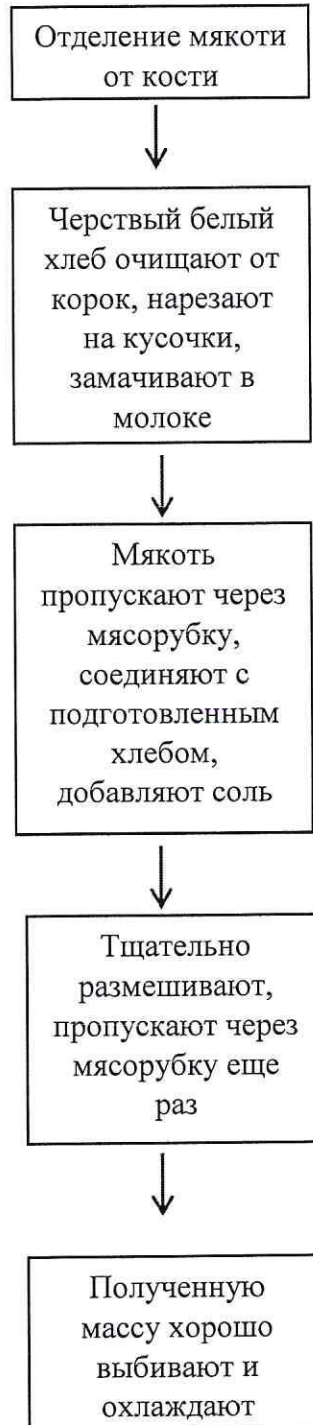 Отделение мякоти
от кости
Черствый белый
хлеб очищают от
корок, нарезают
на кусочки,
замачивают в
молоке
Мякоть
пропускают через
мясорубку,
соединяют с
подготовленным
хлебом,
добавляют соль
Тщательно
размешивают,
пропускают через
мясорубку еще
раз
Полученную
массу хорошо
выбивают и
охлаждают